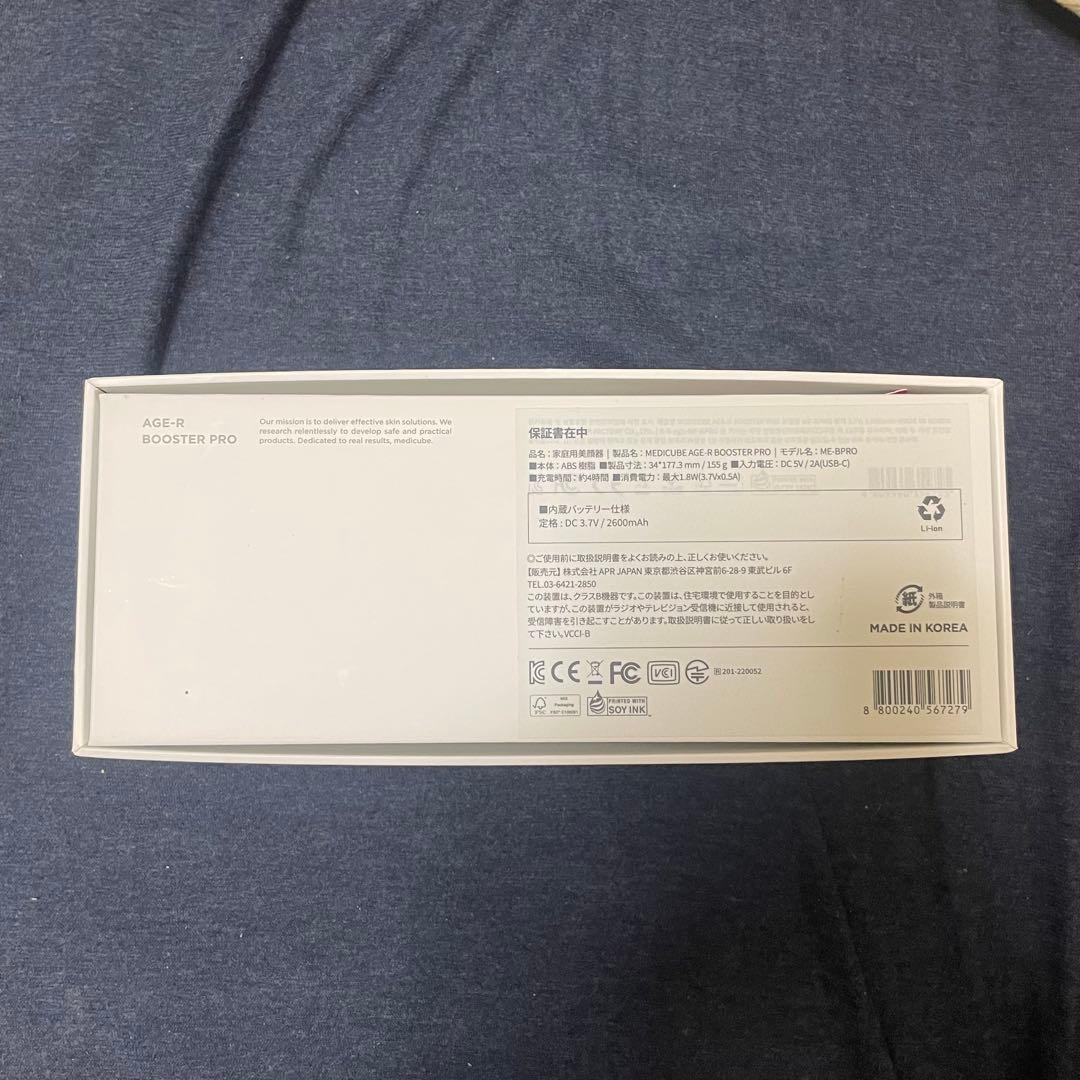 AGE-R
BOOSTER PRO
Our mission is to deliver effective skin solutions. We
research relentlessly to develop safe and practical
products. Dedicated to real results, medicube.
保証書在中
品名：家庭用美顔器 | 製品名：MEDICUBE AGE-R BOOSTER PRO | モデル名：ME-BPRO
■本体：ABS 樹脂 ■製品寸法：34*177.3 mm / 155 g ■入力電圧：DC 5V / 2A(USB-C)
■充電時間：約4時間 ■消費電力：最大1.8W(3.7Vx0.5A)
■内蔵バッテリー仕様
定格：DC 3.7V / 2600mAh
Li-ion
◎ご使用前に取扱説明書をよくお読みの上、正しくお使いください。
【販売元】株式会社 APR JAPAN 東京都渋谷区神宮前6-28-9 東武ビル 6F
TEL.03-6421-2850
この装置は、クラスB機器です。この装置は、住宅環境で使用することを目的とし
ていますが、この装置がラジオやテレビジョン受信機に近接して使用されると、
受信障害を引き起こすことがあります。取扱説明書に従って正しい取り扱いをし
て下さい。VCCI-B
紙
外箱
製品説明書
MADE IN KOREA
KC CE FC VCI R 201-220052
FSC
MIX
Packaging
PRINTED WITH
SOY INK
8 800240 567279